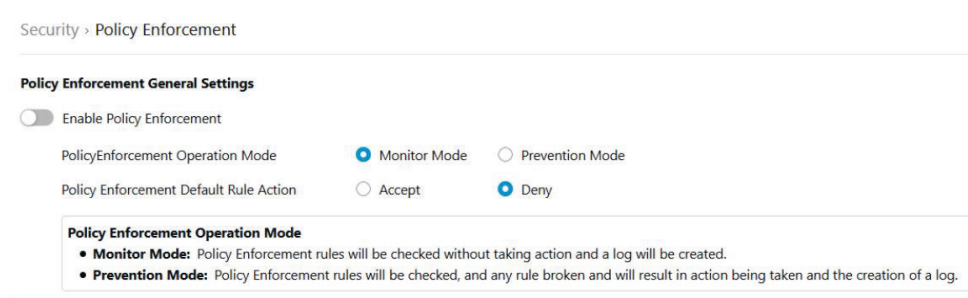 Security › Policy Enforcement
Policy Enforcement General Settings
Enable Policy Enforcement
PolicyEnforcement Operation Mode Monitor Mode Prevention Mode
Policy Enforcement Default Rule Action Accept Deny
Policy Enforcement Operation Mode
• Monitor Mode: Policy Enforcement rules will be checked without taking action and a log will be created.
• Prevention Mode: Policy Enforcement rules will be checked, and any rule broken and will result in action being taken and the creation of a log.